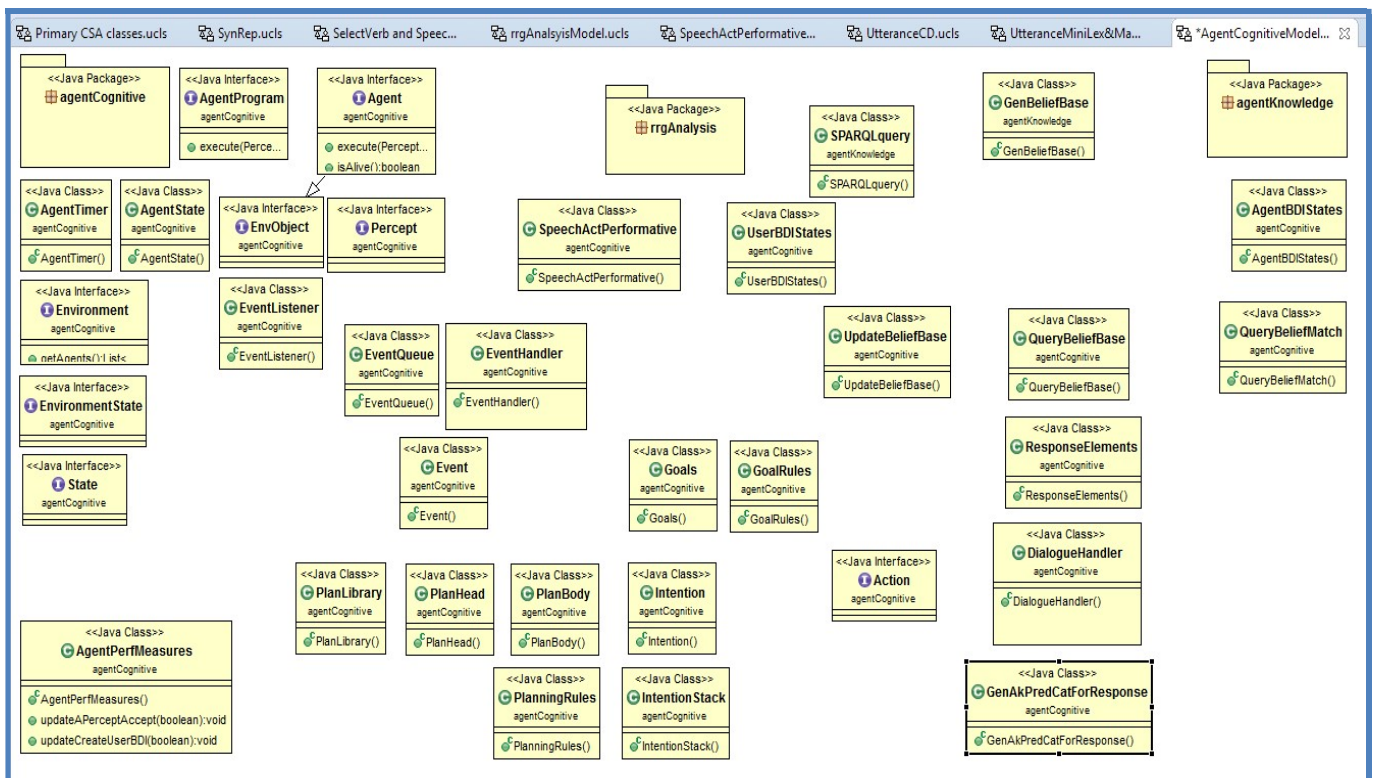 Primary CSA classes.ucls
SynRep.ucls
SelectVerb and Speec...
rrgAnalsyisModel.ucls
SpeechActPerformative...
UtteranceCD.ucls
UtteranceMiniLex&Ma...
*AgentCognitiveModel...
<<Java Package>>
agentCognitive
<<Java Interface>>
AgentProgram
agentCognitive
execute(Perce...
<<Java Interface>>
Agent
agentCognitive
execute(Percept...
isAlive():boolean
<<Java Package>>
rrgAnalysis
<<Java Class>>
SPARQLquery
agentKnowledge
SPARQLquery()
<<Java Class>>
GenBeliefBase
agentKnowledge
GenBeliefBase()
<<Java Package>>
agentKnowledge
<<Java Class>>
AgentTimer
agentCognitive
AgentTimer()
<<Java Class>>
AgentState
agentCognitive
AgentState()
<<Java Interface>>
EnvObject
agentCognitive
<<Java Interface>>
Percept
agentCognitive
<<Java Class>>
SpeechActPerformative
agentCognitive
SpeechActPerformative()
<<Java Class>>
UserBDIStates
agentCognitive
UserBDIStates()
<<Java Class>>
AgentBDIStates
agentCognitive
AgentBDIStates()
<<Java Interface>>
Environment
agentCognitive
getAgents():List<
<<Java Class>>
EventListener
agentCognitive
EventListener()
<<Java Class>>
EventQueue
agentCognitive
EventQueue()
<<Java Class>>
EventHandler
agentCognitive
EventHandler()
<<Java Class>>
UpdateBeliefBase
agentCognitive
UpdateBeliefBase()
<<Java Class>>
QueryBeliefBase
agentCognitive
QueryBeliefBase()
<<Java Class>>
QueryBeliefMatch
agentCognitive
QueryBeliefMatch()
<<Java Interface>>
EnvironmentState
agentCognitive
<<Java Interface>>
State
agentCognitive
<<Java Class>>
Event
agentCognitive
Event()
<<Java Class>>
Goals
agentCognitive
Goals()
<<Java Class>>
GoalRules
agentCognitive
GoalRules()
<<Java Class>>
ResponseElements
agentCognitive
ResponseElements()
<<Java Class>>
PlanLibrary
agentCognitive
PlanLibrary()
<<Java Class>>
PlanHead
agentCognitive
PlanHead()
<<Java Class>>
PlanBody
agentCognitive
PlanBody()
<<Java Class>>
Intention
agentCognitive
Intention()
<<Java Interface>>
Action
agentCognitive
<<Java Class>>
DialogueHandler
agentCognitive
DialogueHandler()
<<Java Class>>
AgentPerfMeasures
agentCognitive
AgentPerfMeasures()
updateAPerceptAccept(boolean):void
updateCreateUserBDI(boolean):void
<<Java Class>>
PlanningRules
agentCognitive
PlanningRules()
<<Java Class>>
IntentionStack
agentCognitive
IntentionStack()
<<Java Class>>
GenAkPredCatForResponse
agentCognitive
GenAkPredCatForResponse()